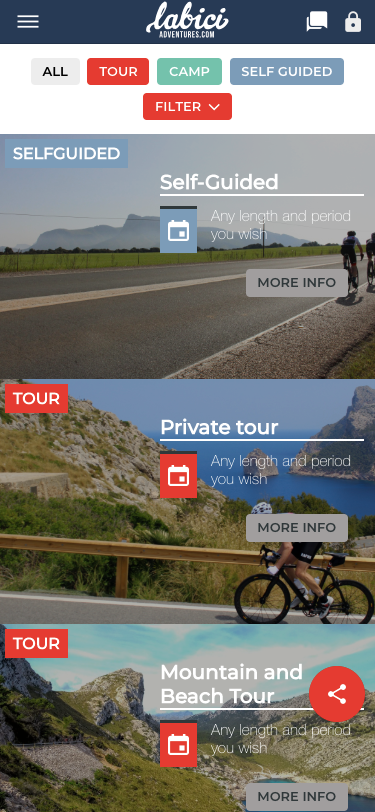 labici
ADVENTURES.COM
ALL
TOUR
CAMP
SELF GUIDED
FILTER
SELFGUIDED
Self-Guided
Any length and period
you wish
MORE INFO
TOUR
Private tour
Any length and period
you wish
MORE INFO
TOUR
Mountain and
Beach Tour
Any length and period
you wish
MORE INFO